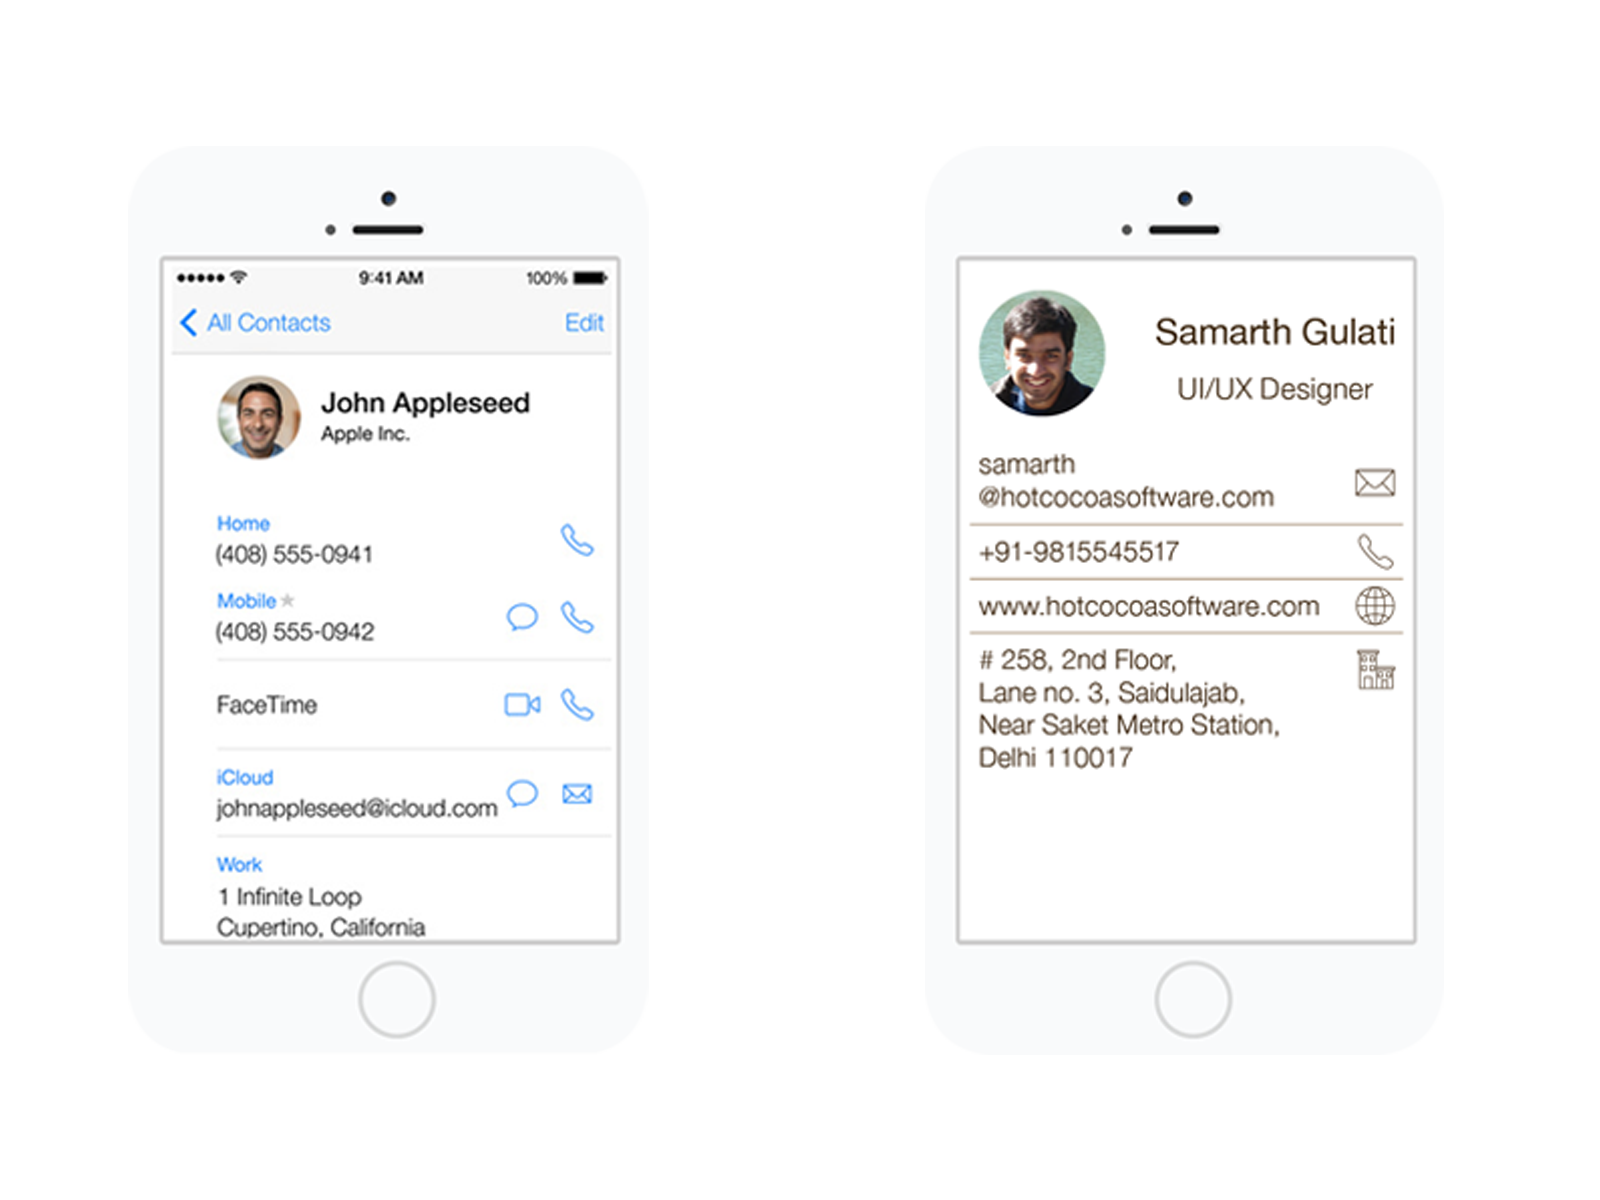 9:41 AM
100%
All Contacts
Edit
John Appleseed
Apple Inc.
Home
(408) 555-0941
Mobile
(408) 555-0942
FaceTime
iCloud
johnappleseed@icloud.com
Work
1 Infinite Loop
Cupertino, California
Samarth Gulati
UI/UX Designer
samarth
@hotcocoasoftware.com
+91-9815545517
www.hotcocoasoftware.com
# 258, 2nd Floor,
Lane no. 3, Saidulajab,
Near Saket Metro Station,
Delhi 110017